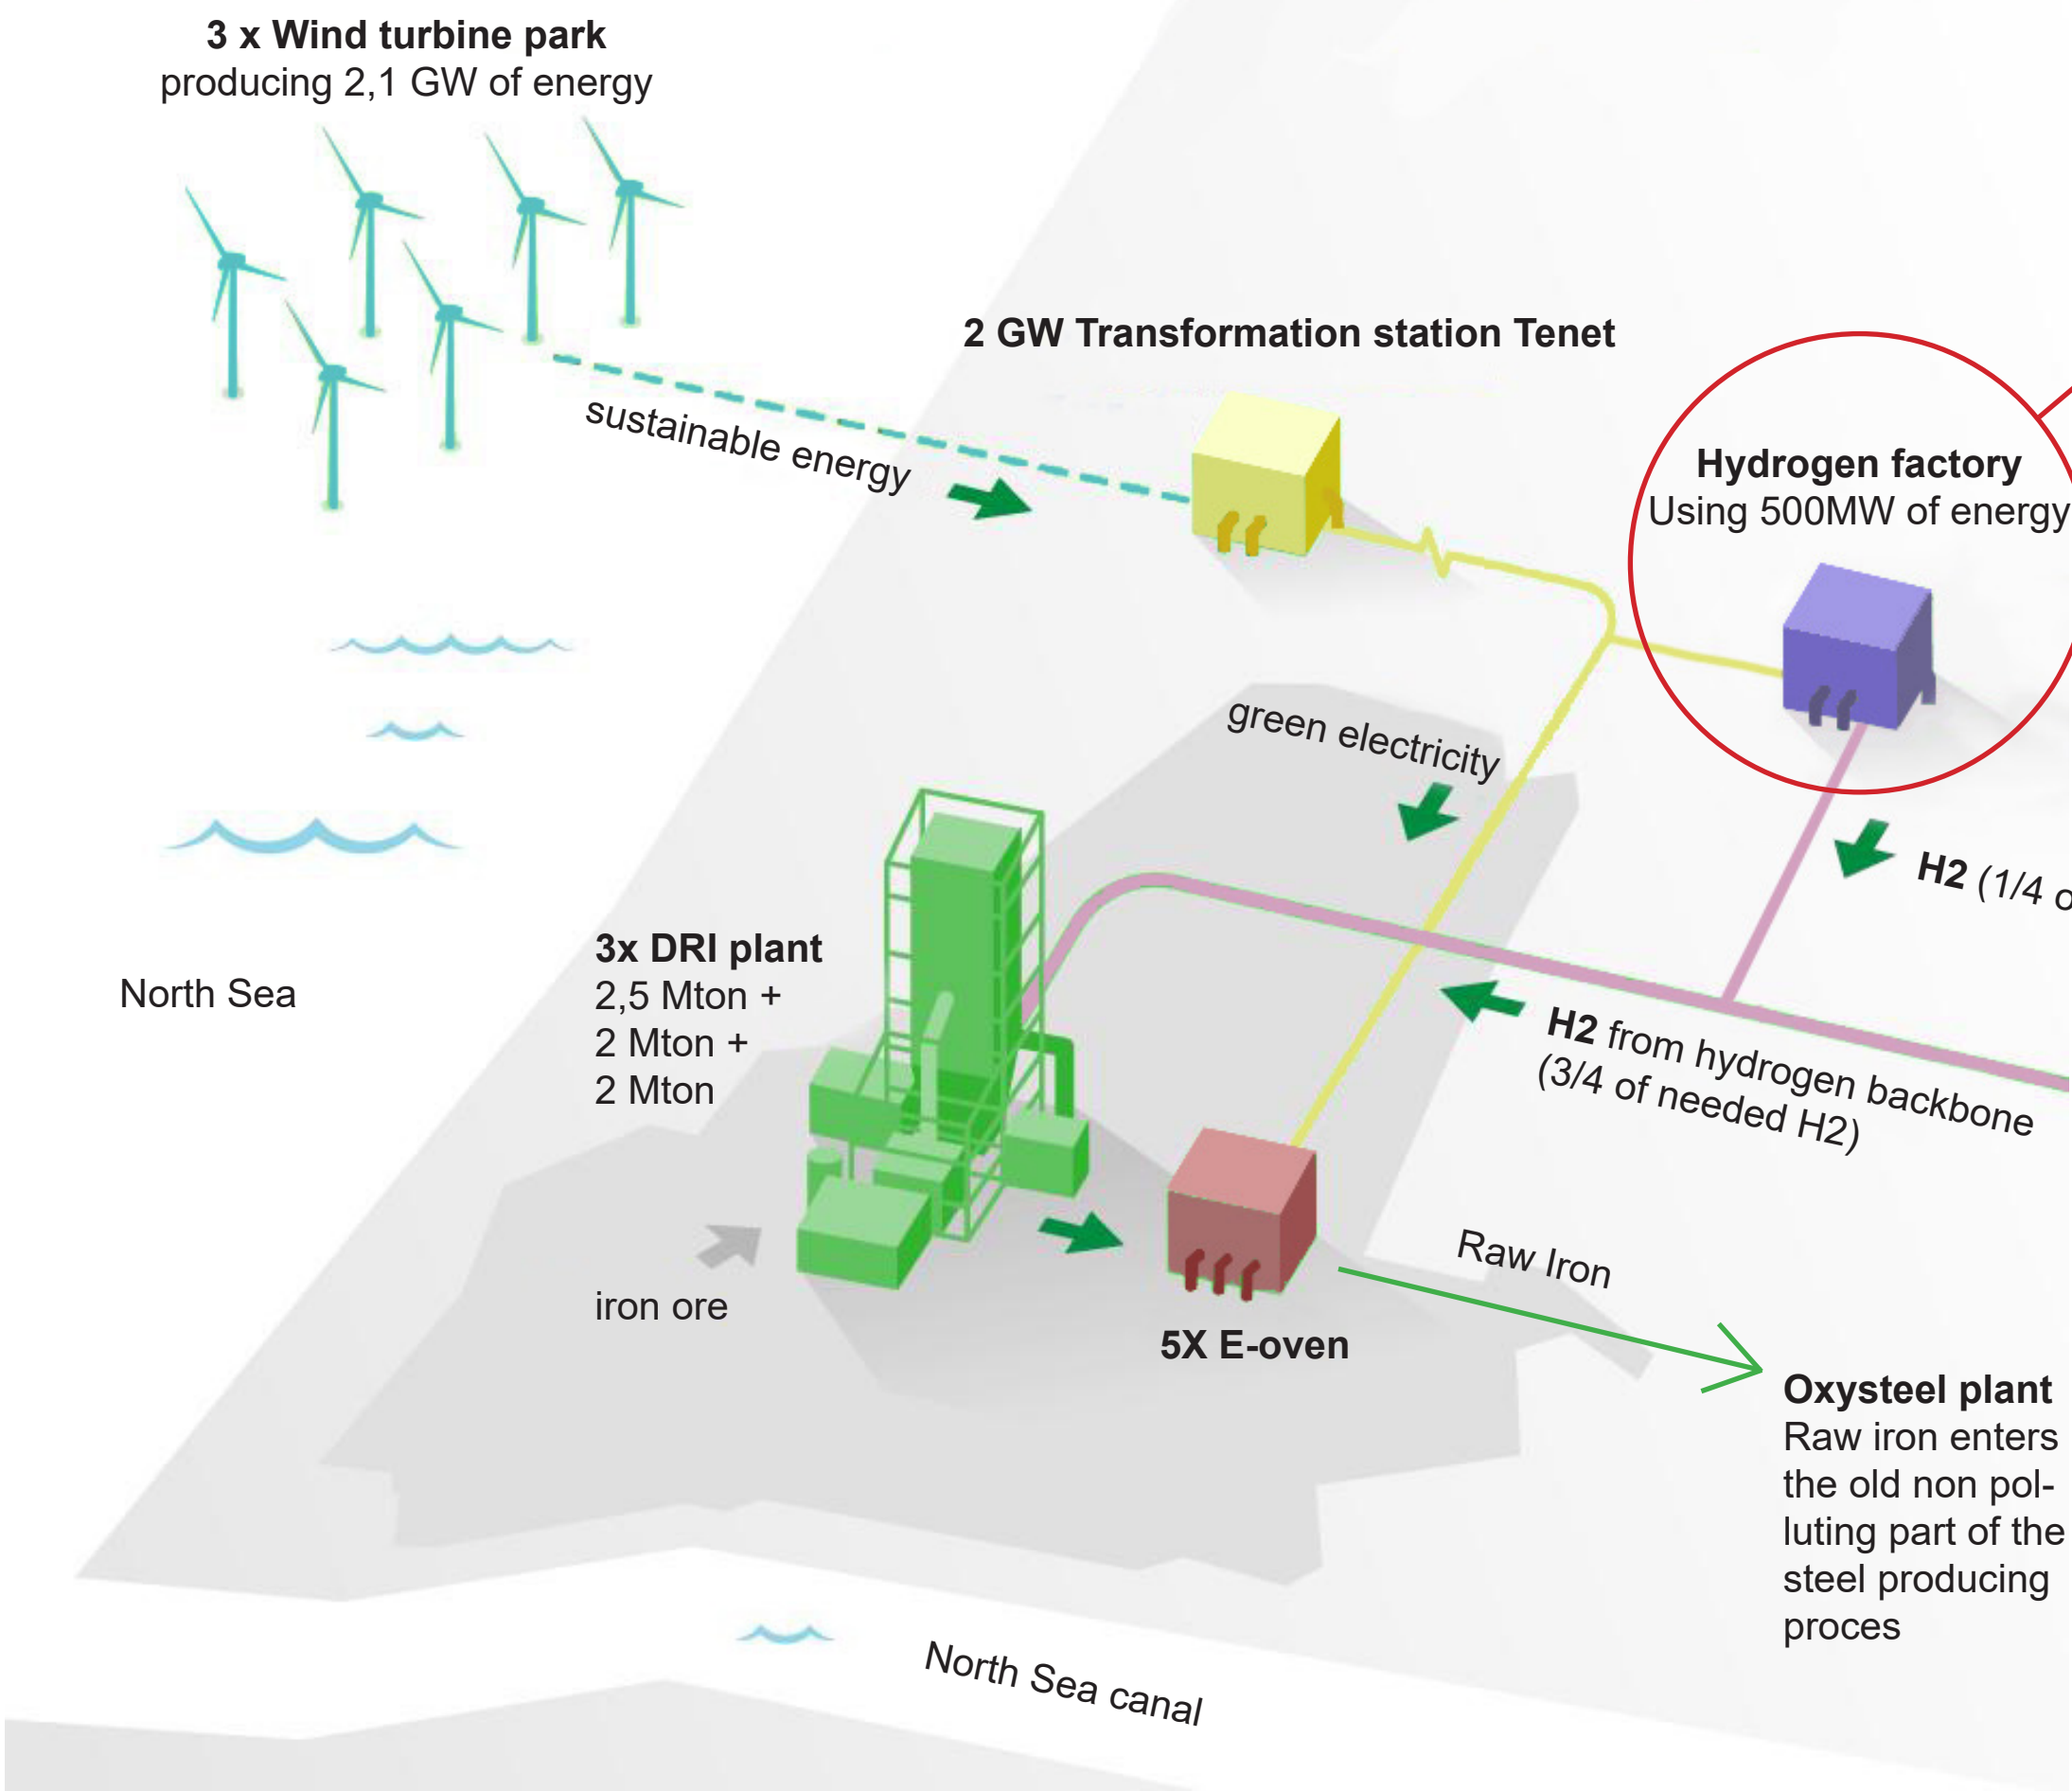 3 x Wind turbine park
producing 2,1 GW of energy
2 GW Transformation station Tenet
sustainable energy
Hydrogen factory
Using 500MW of energy
green electricity
H2 (1/4 o
3x DRI plant
2,5 Mton +
2 Mton +
2 Mton
North Sea
H2 from hydrogen backbone
(3/4 of needed H2)
iron ore
Raw Iron
5X E-oven
Oxysteel plant
Raw iron enters
the old non pol-
luting part of the
steel producing
proces
North Sea canal